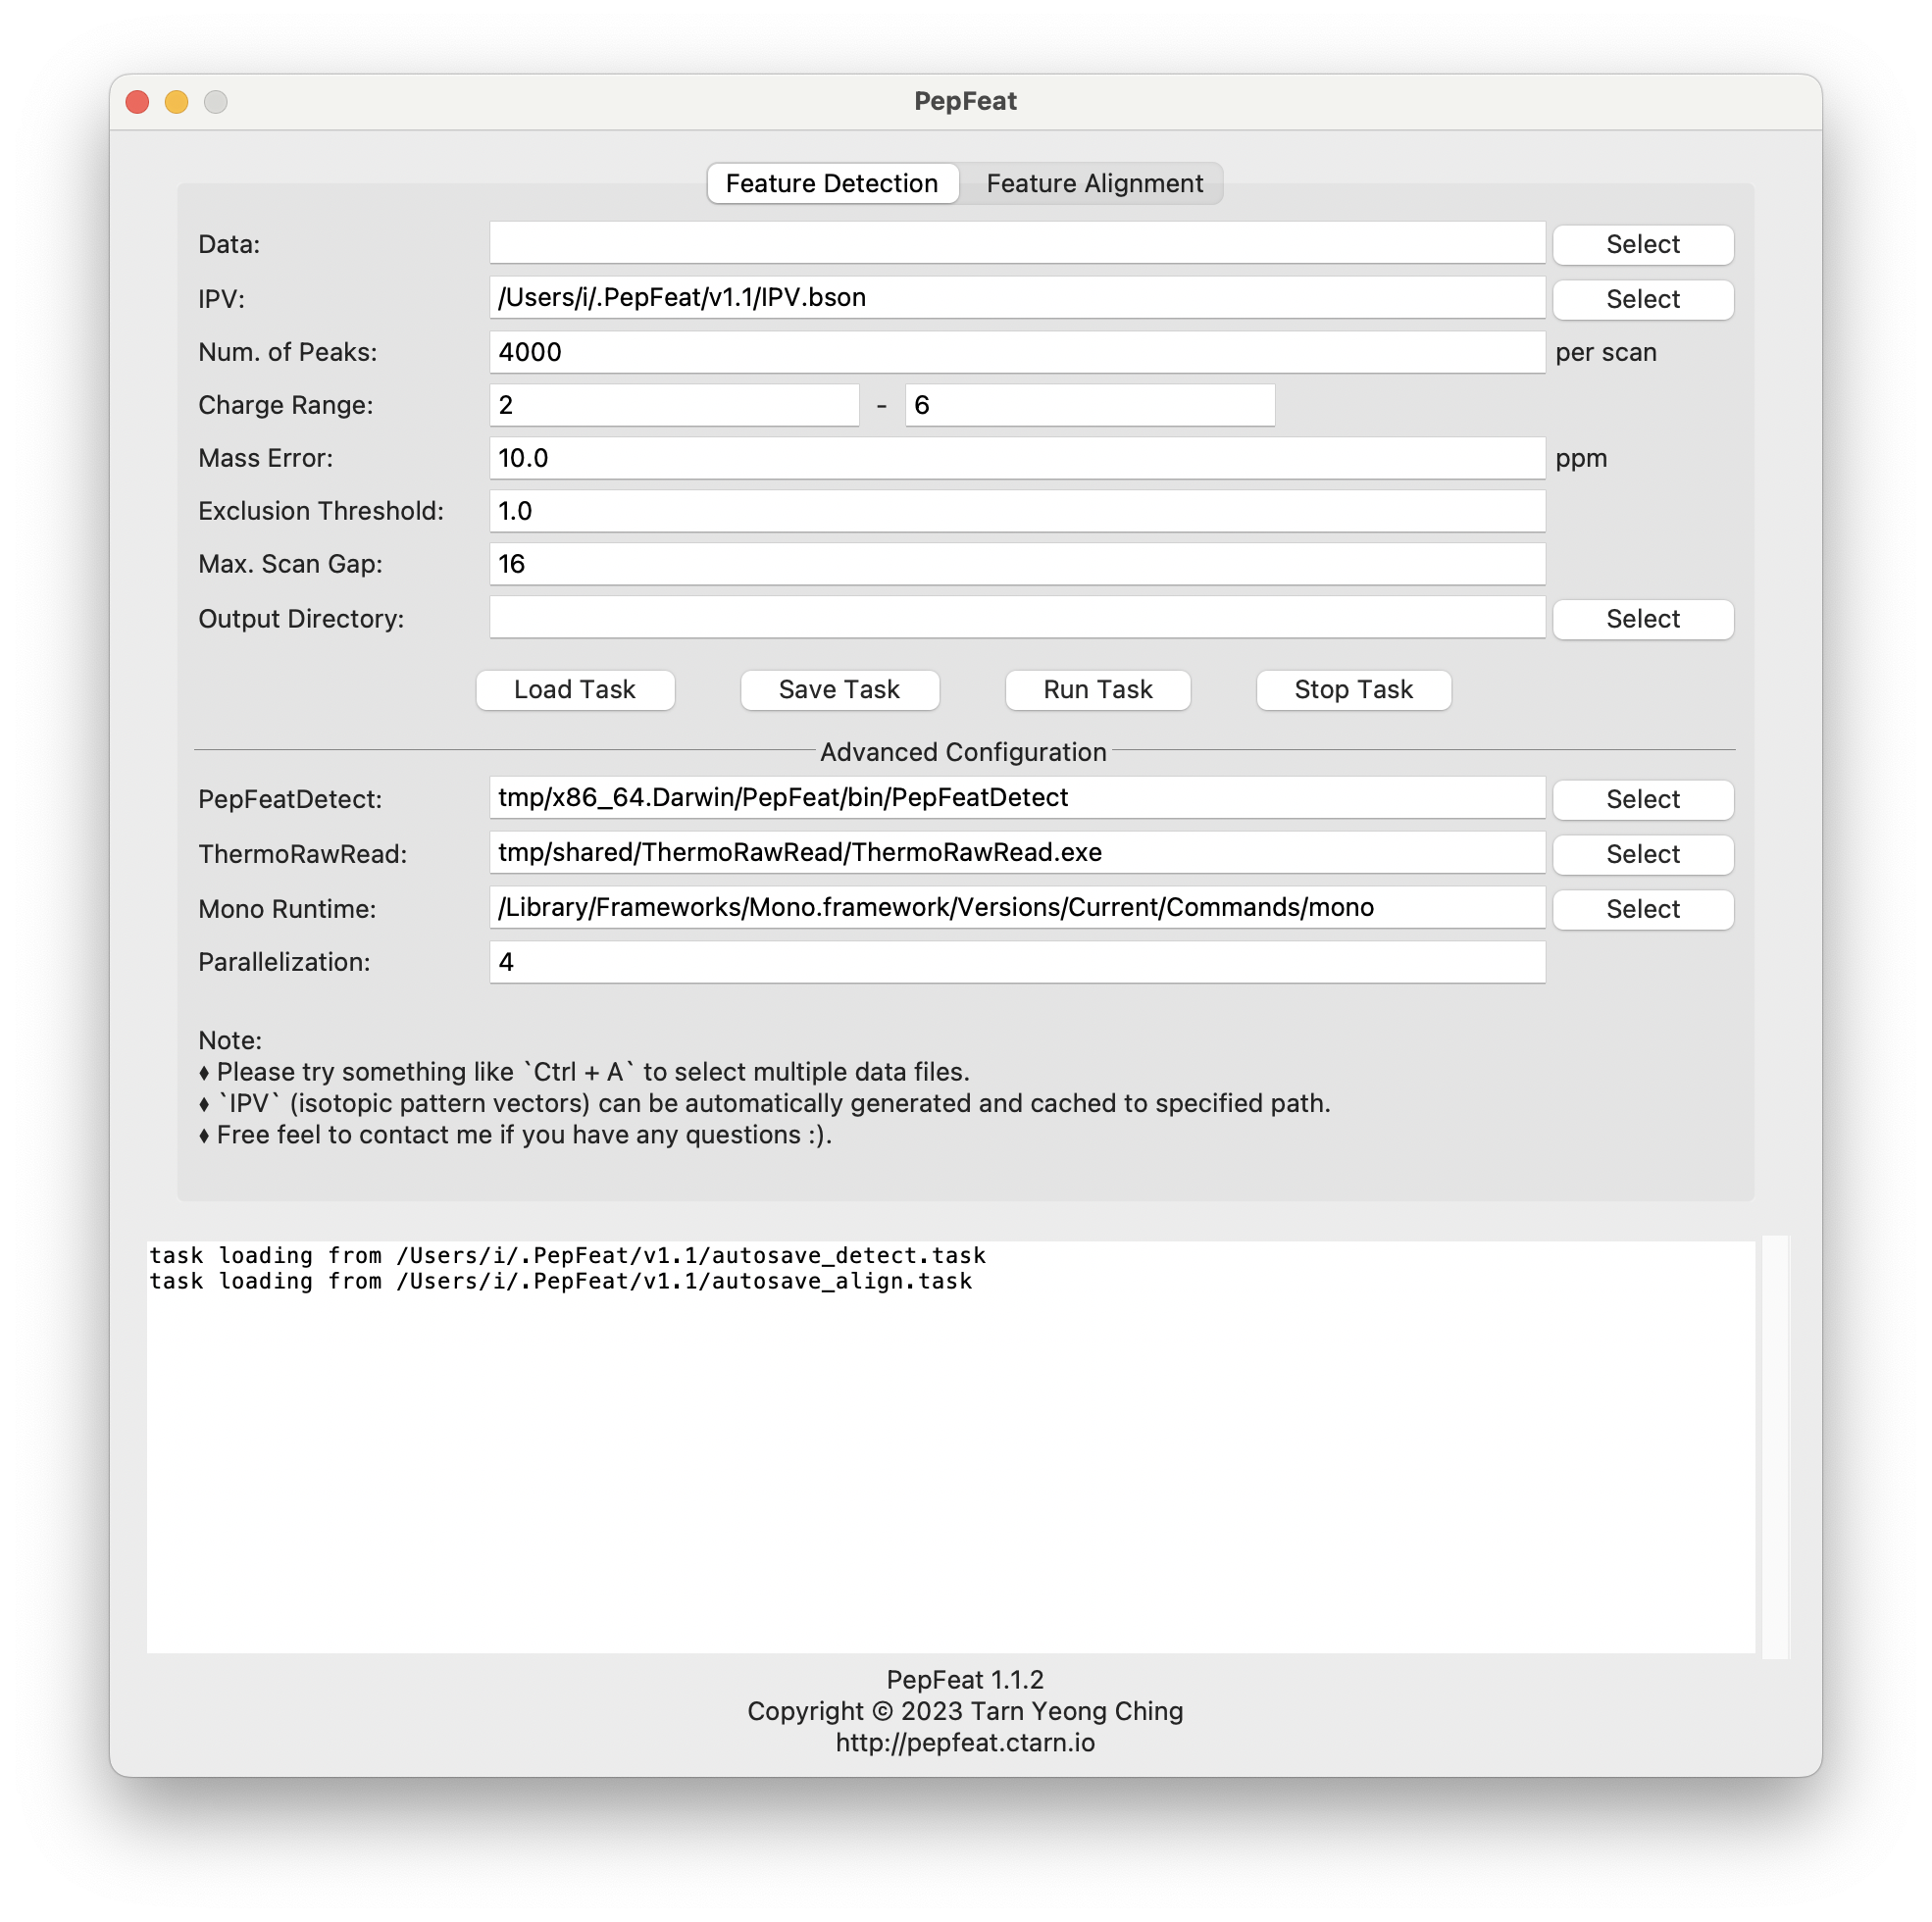 PepFeat
Feature Detection Feature Alignment
Data: Select
IPV: /Users/i/.PepFeat/v1.1/IPV.bson Select
Num. of Peaks: 4000 per scan
Charge Range: 2 - 6
Mass Error: 10.0 ppm
Exclusion Threshold: 1.0
Max. Scan Gap: 16
Output Directory: Select
Load Task Save Task Run Task Stop Task
Advanced Configuration
PepFeatDetect: tmp/x86_64.Darwin/PepFeat/bin/PepFeatDetect Select
ThermoRawRead: tmp/shared/ThermoRawRead/ThermoRawRead.exe Select
Mono Runtime: /Library/Frameworks/Mono.framework/Versions/Current/Commands/mono Select
Parallelization: 4
Note:
♦ Please try something like `Ctrl + A` to select multiple data files.
♦ `IPV` (isotopic pattern vectors) can be automatically generated and cached to specified path.
♦ Free feel to contact me if you have any questions :).
task loading from /Users/i/.PepFeat/v1.1/autosave_detect.task
task loading from /Users/i/.PepFeat/v1.1/autosave_align.task
PepFeat 1.1.2
Copyright © 2023 Tarn Yeong Ching
http://pepfeat.ctarn.io